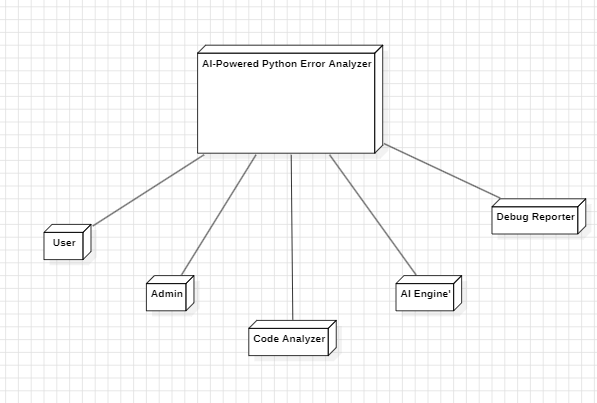 AI-Powered Python Error Analyzer
Debug Reporter
User
Admin
AI Engine'
Code Analyzer